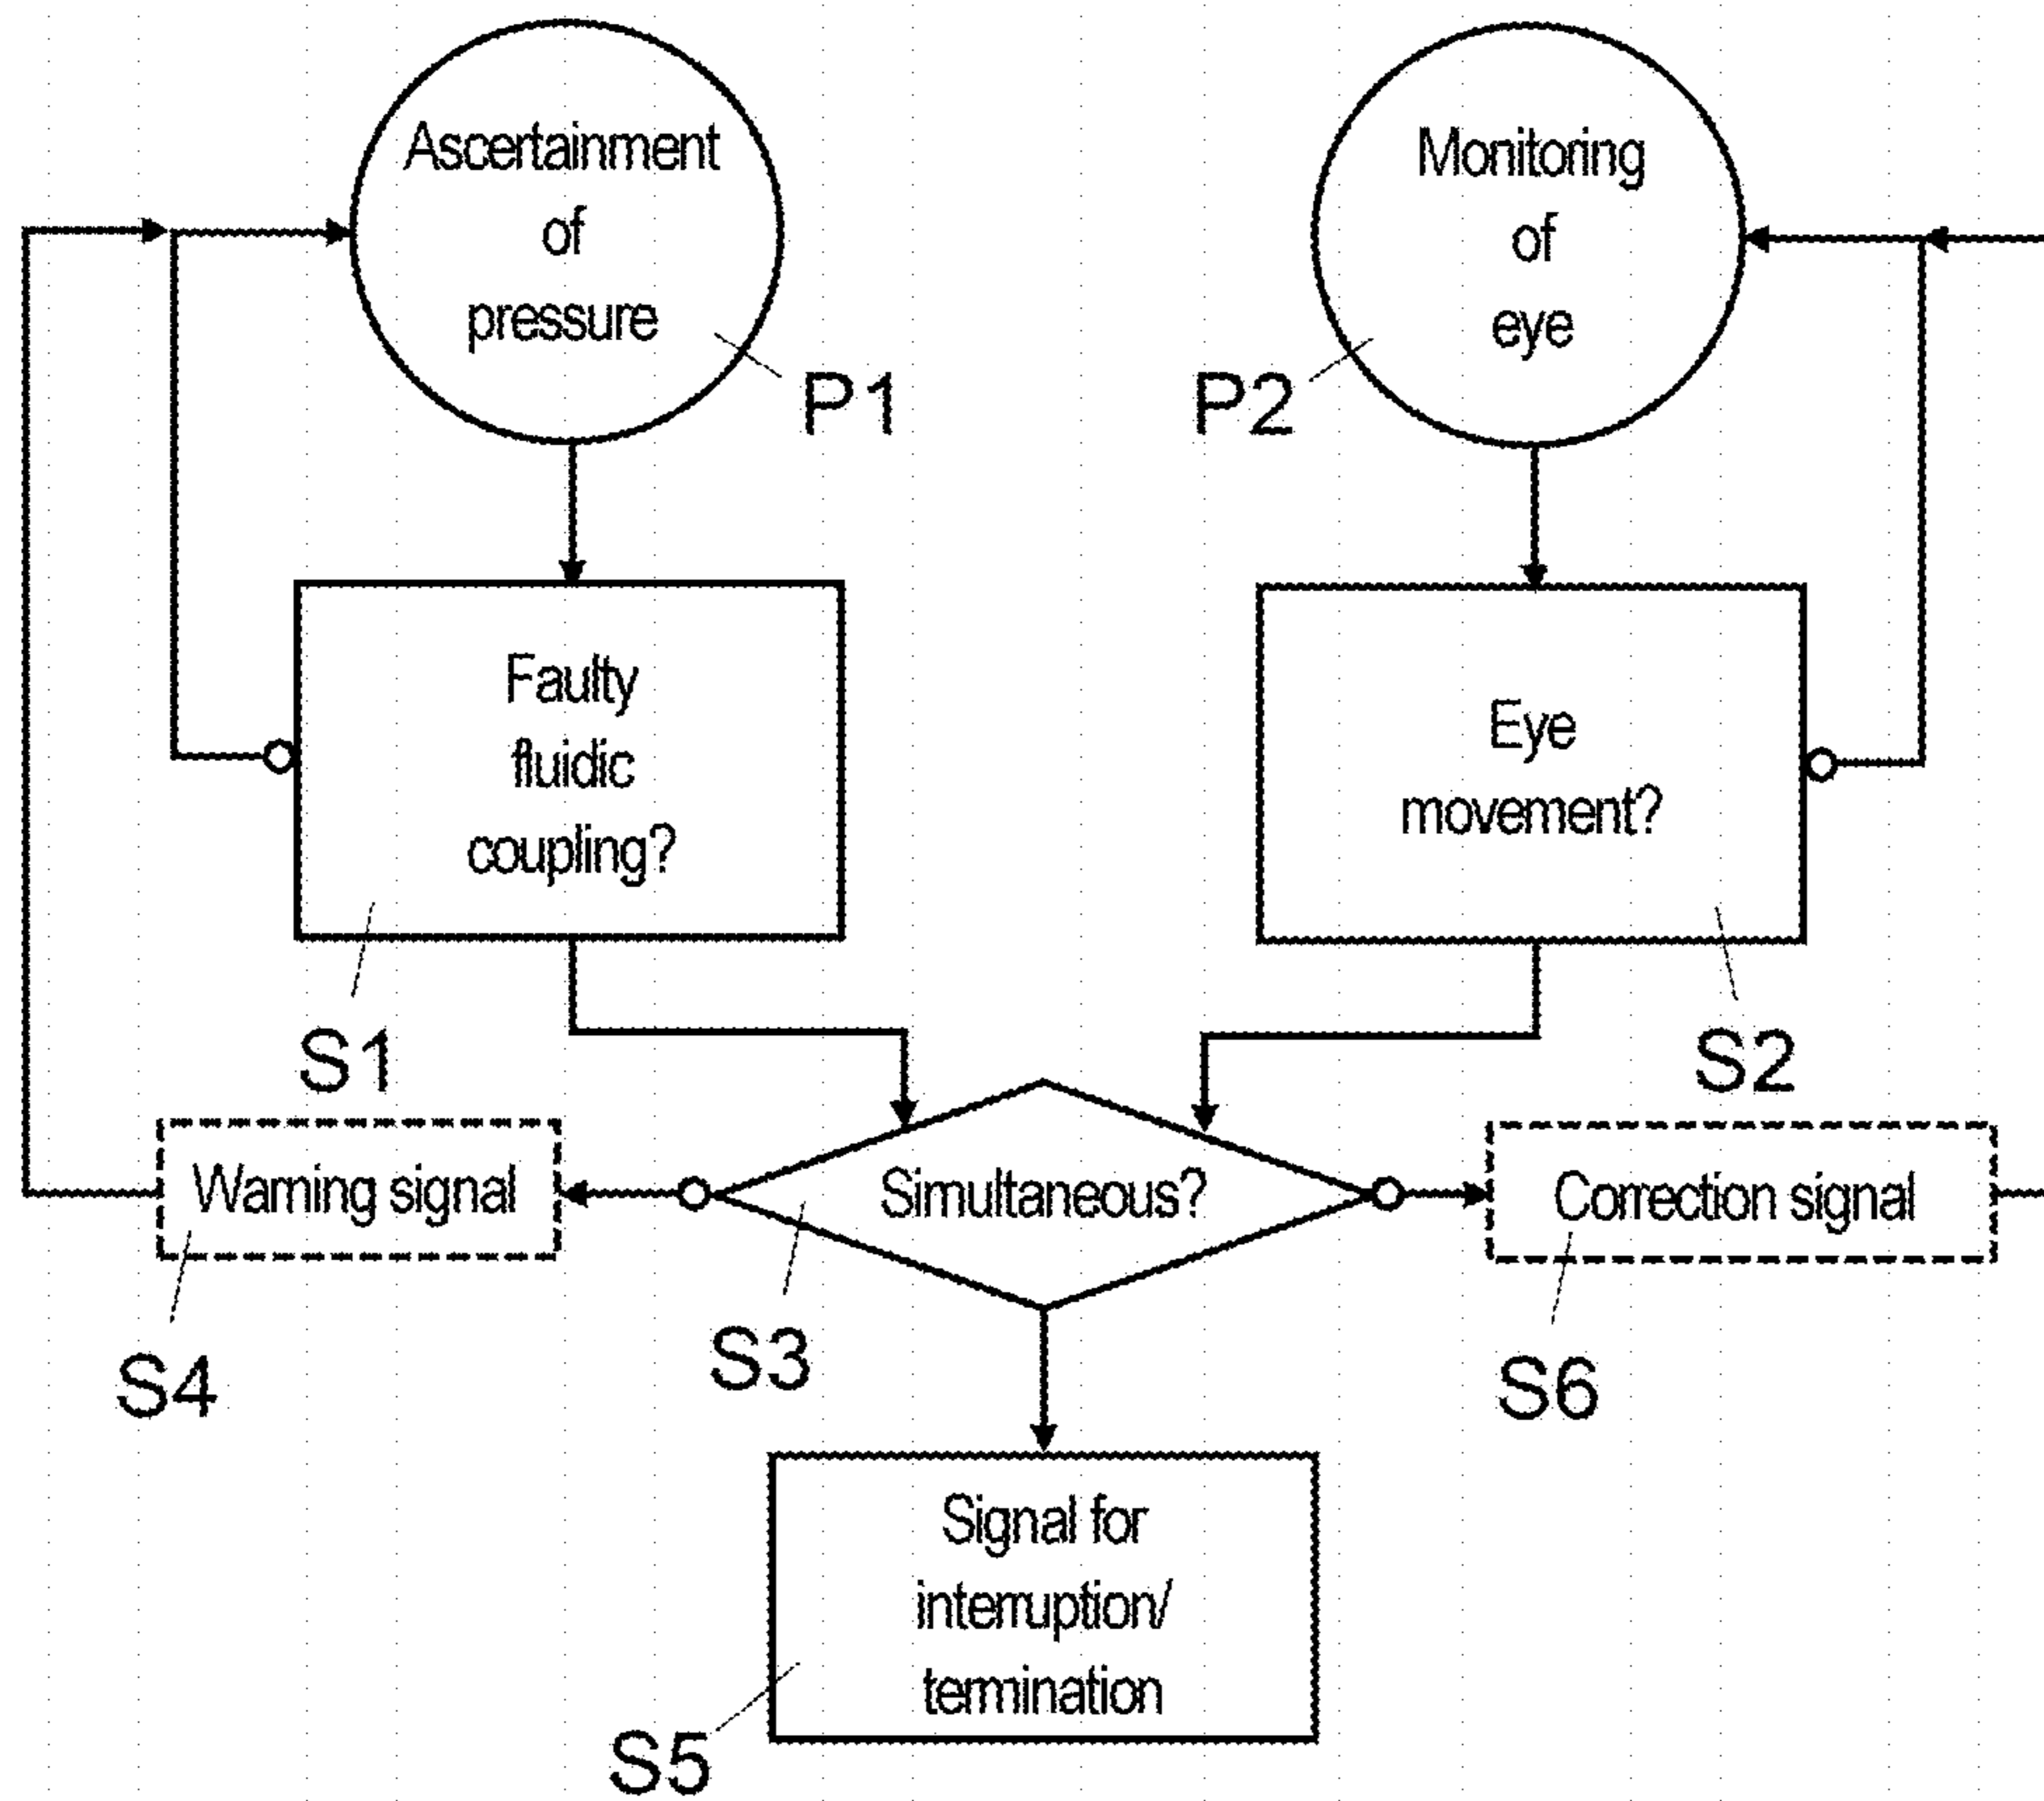 Ascertainment
of
pressure
P1
Monitoring
of
eye
P2
Faulty
fluidic
coupling?
S1
Eye
movement?
S2
Warning signal
S4
Simultaneous?
S3
Correction signal
S6
Signal for
interruption/
termination
S5